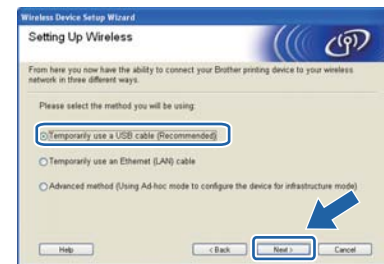 Wireless Device Setup Wizard
Setting Up Wireless
From here you now have the ability to connect your Brother printing device to your wireless
network in three different ways.
Please select the method you will be using:
Temporarily use a USB cable (Recommended)
Temporarily use an Ethernet (LAN) cable
Advanced method (Using Ad-hoc mode to configure the device for infrastructure mode)
Help < Back Next > Cancel